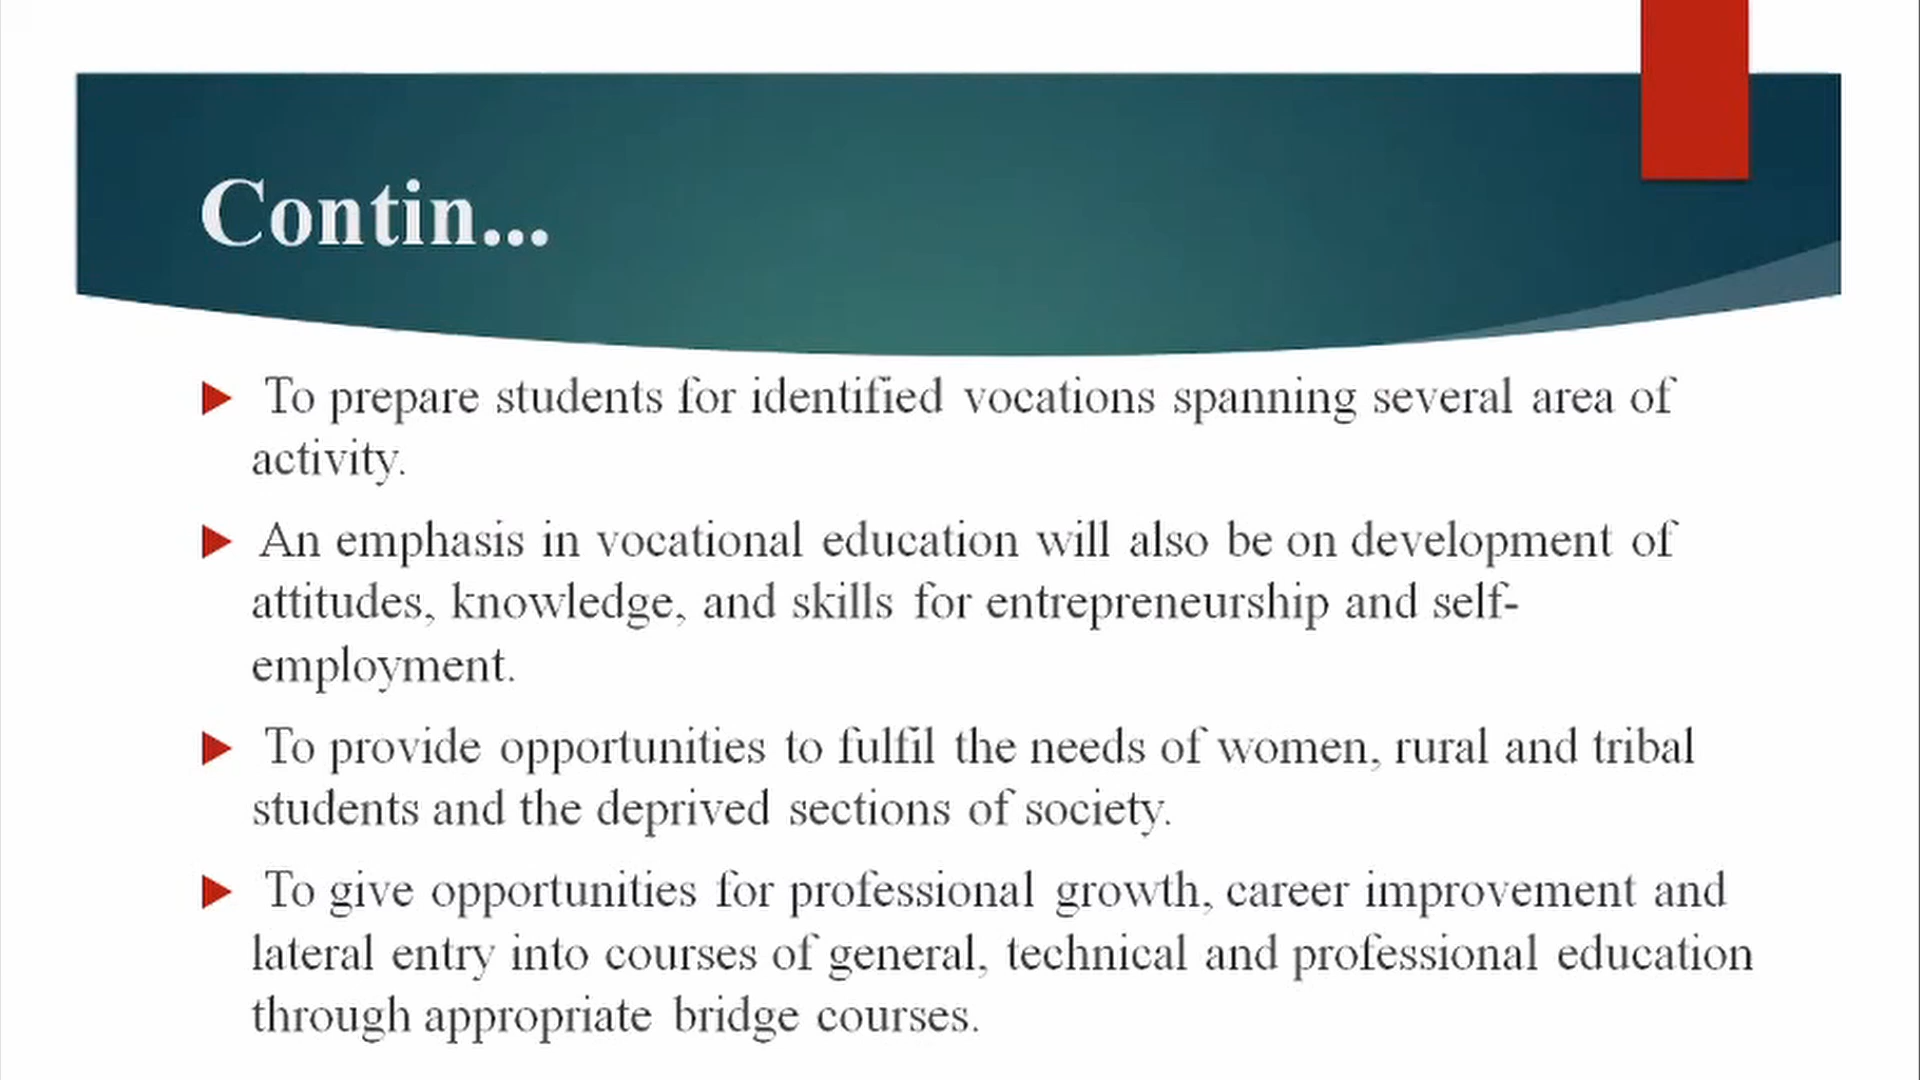 Contin...
To prepare students for identified vocations spanning several area of
activity.
An emphasis in vocational education will also be on development of
attitudes, knowledge, and skills for entrepreneurship and self-
employment.
To provide opportunities to fulfil the needs of women, rural and tribal
students and the deprived sections of society.
To give opportunities for professional growth, career improvement and
lateral entry into courses of general, technical and professional education
through appropriate bridge courses.